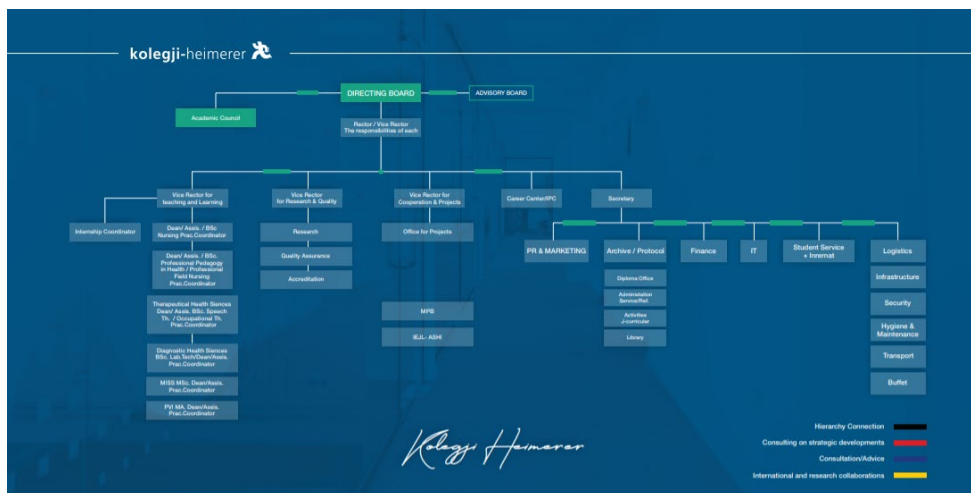 kolegji-heimerer
DIRECTING BOARD
ADVISORY BOARD
Academic Council
Rector / Vice Rector
The responsibilities of each
Vice Rector for
teaching and Learning
Vice Rector
for Research & Quality
Vice Rector for
Cooperation & Projects
Career Center/IPC
Secretary
Internship Coordinator
Dean/ Assis. / BSc
Nursing Prac.Coordinator
Research
Office for Projects
PR & MARKETING
Archive / Protocol
Finance
IT
Student Service
+ Innernat
Logistics
Dean/ Assis. / BSc.
Professional Pedagogy
in Health / Professional
Field Nursing
Prac.Coordinator
Quality Assurance
Accreditation
Diploma Office
Administation
Service/Ref.
Activities
J-curricular
Library
Infrastructure
Security
Hygiene &
Maintenance
Transport
Buffet
Therapeutical Health Siences
Dean/ Assis. BSc. Speech
Th. / Occupational Th.
Prac.Coordinator
MPB
IEJL- ASHI
Diagnostic Health Siences
BSc. Lab.Tech/Dean/Assis.
Prac.Coordinator
MISS MSc. Dean/Assis.
Prac.Coordinator
PVI MA. Dean/Assis.
Prac.Coordinator
Kolegji Heimerer
Hierarchy Connection
Consulting on strategic developments
Consultation/Advice
International and research collaborations